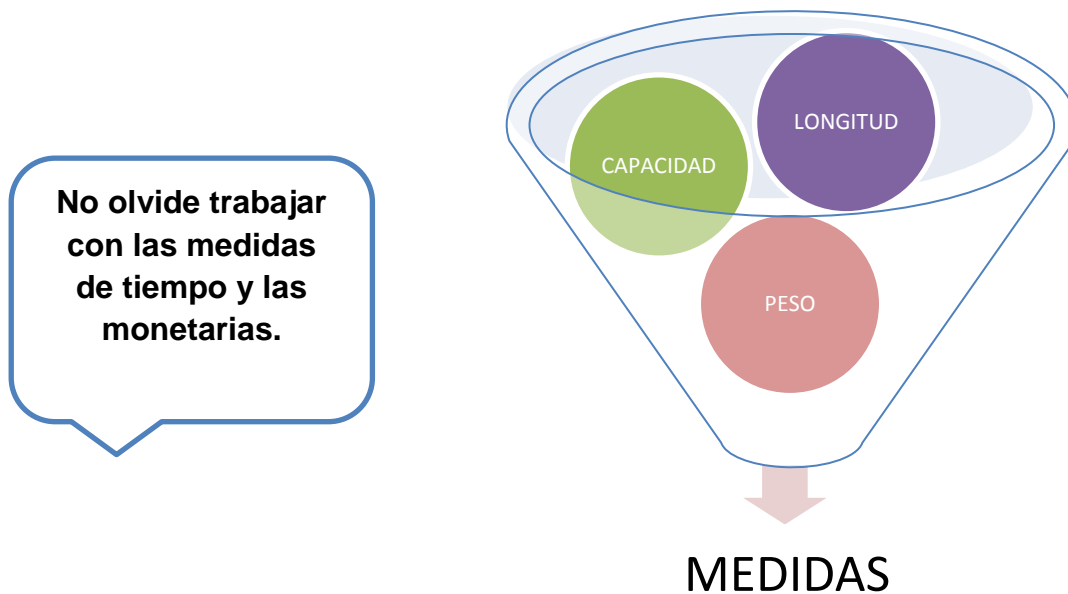 No olvide trabajar
con las medidas
de tiempo y las
monetarias.
LONGITUD
CAPACIDAD
PESO
MEDIDAS